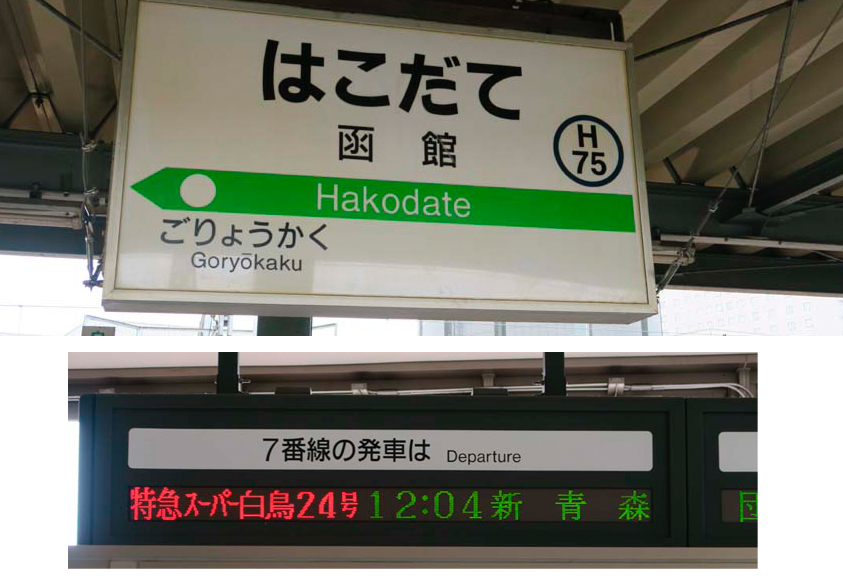 はこだて
函館
H
75
Hakodate
ごりょうかく
Goryōkaku
7番線の発車は Departure
特急スーパー白鳥24号 12:04 新青森
団